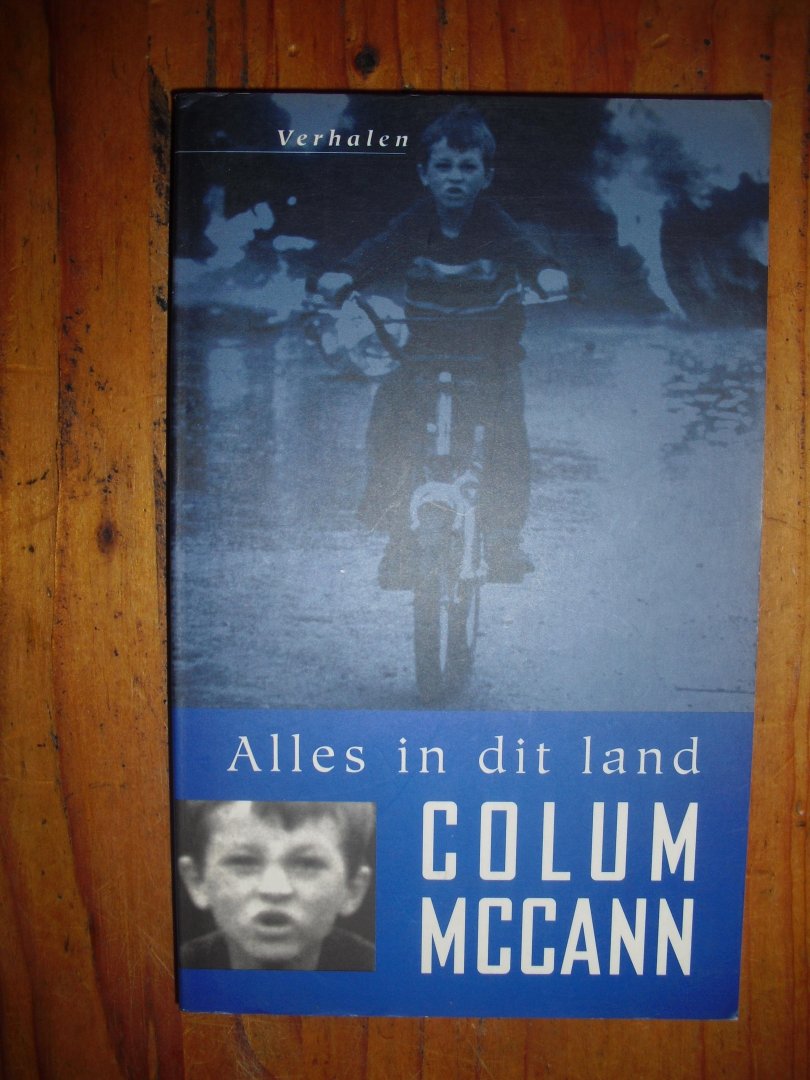 Verhalen
Alles in dit land
COLUM
MCCANN